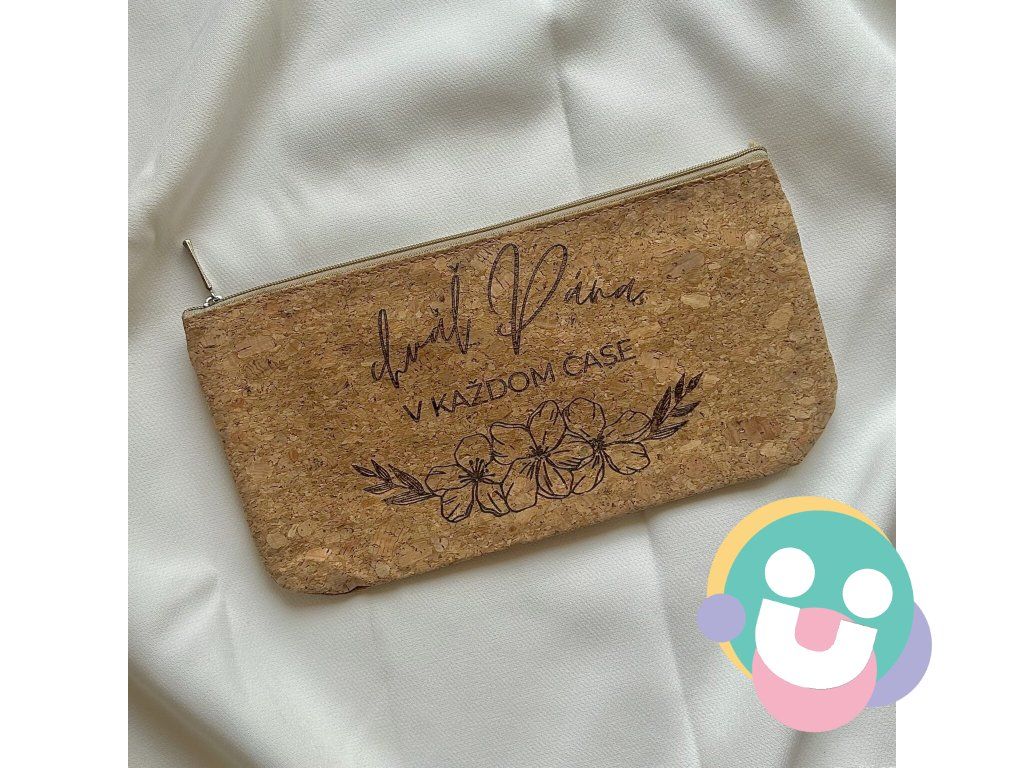 chváľ Pána
V KAŽDOM ČASE